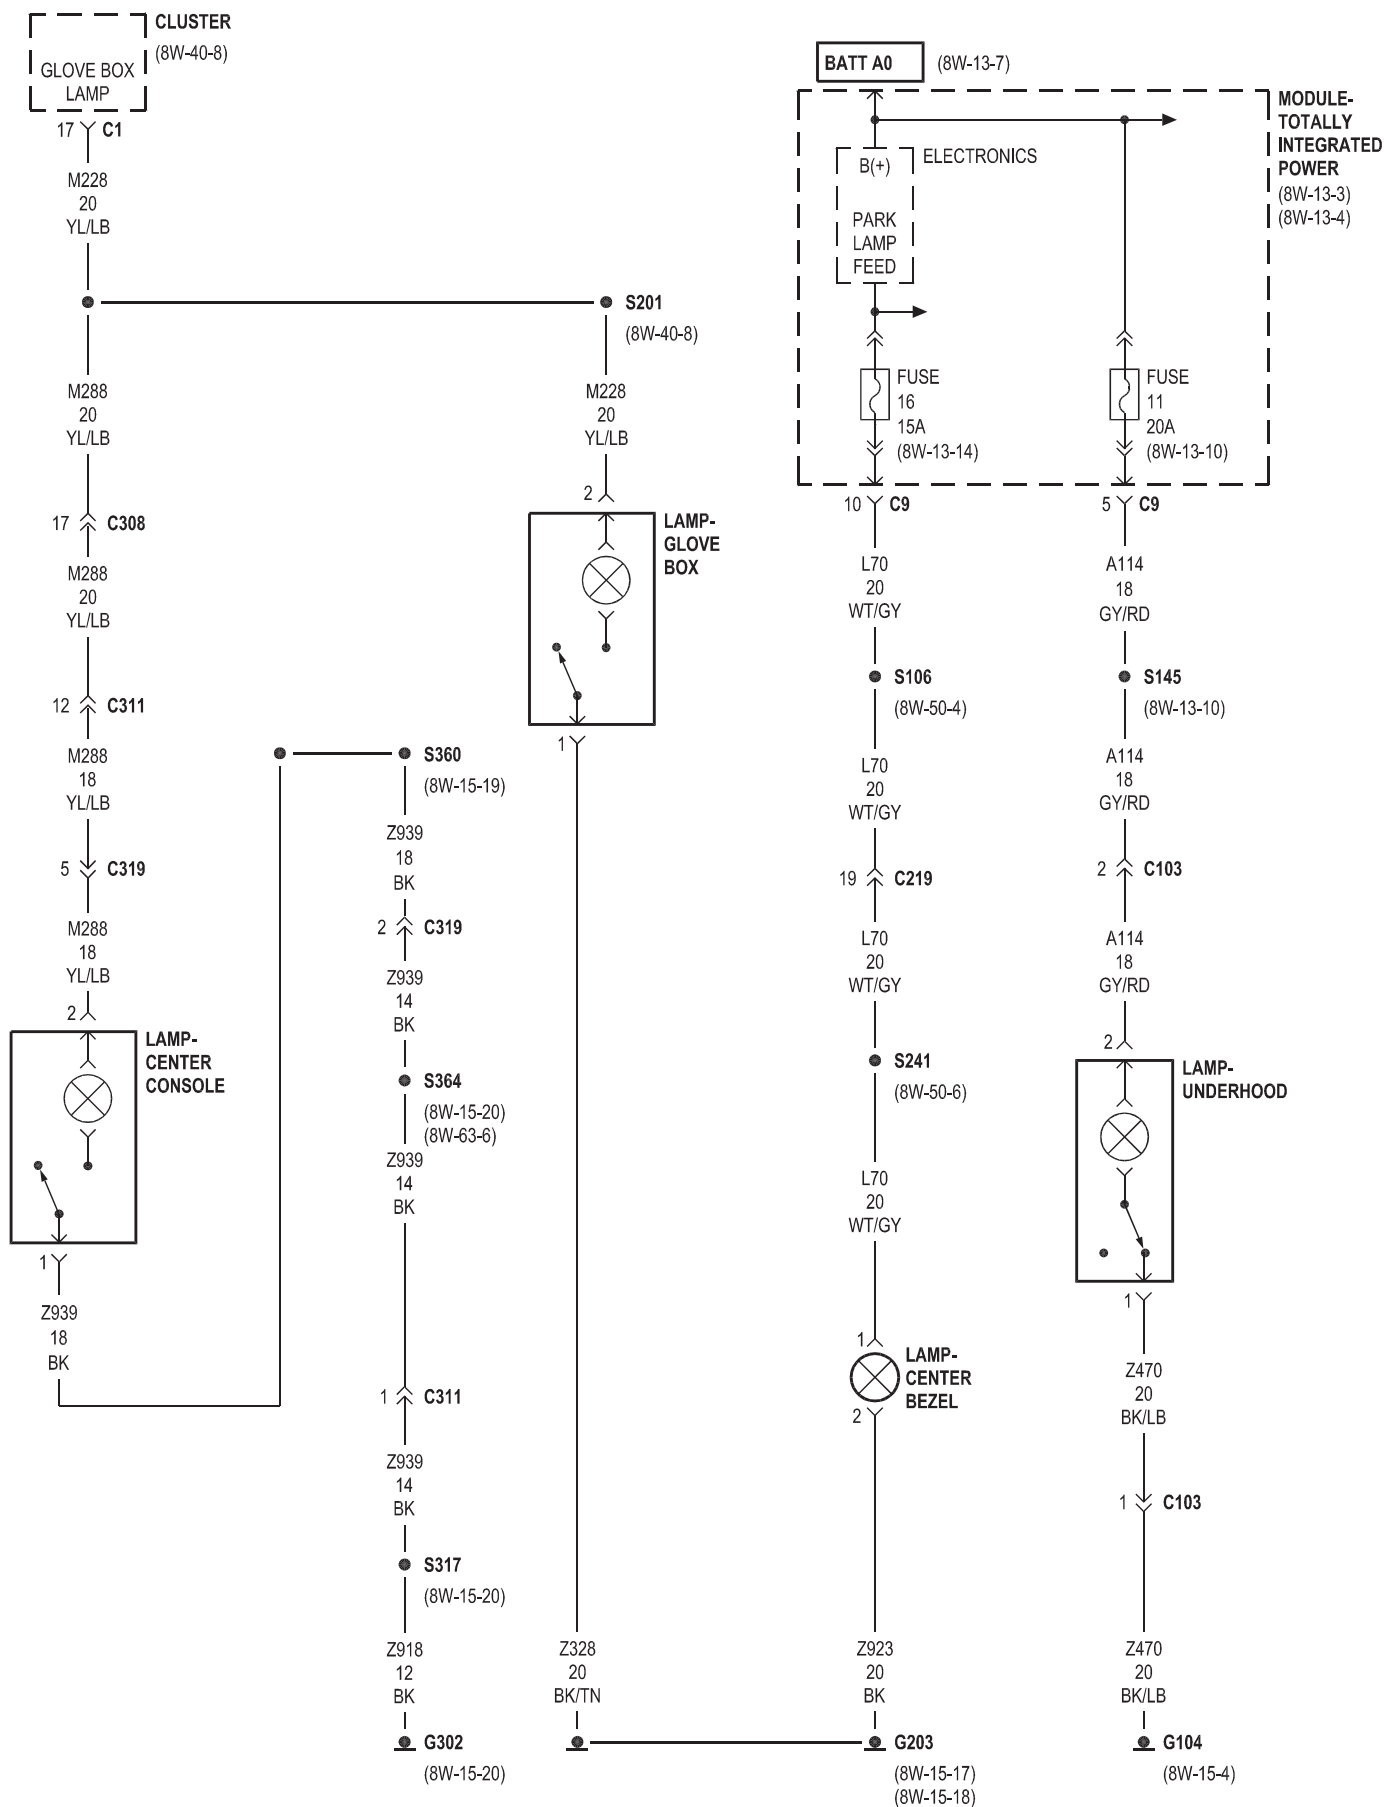 CLUSTER
(8W-40-8)
GLOVE BOX
LAMP
17 C1
M228
20
YL/LB
S201
(8W-40-8)
M288
20
YL/LB
17 C308
M288
20
YL/LB
12 C311
M288
18
YL/LB
5 C319
M288
18
YL/LB
2
LAMP-
CENTER
CONSOLE
1
Z939
18
BK
S360
(8W-15-19)
Z939
18
BK
2 C319
Z939
14
BK
S364
(8W-15-20)
(8W-63-6)
Z939
14
BK
1 C311
Z939
14
BK
S317
(8W-15-20)
Z918
12
BK
G302
(8W-15-20)
M228
20
YL/LB
2
LAMP-
GLOVE
BOX
1
Z328
20
BK/TN
BATT A0 (8W-13-7)
MODULE-
TOTALLY
INTEGRATED
POWER
(8W-13-3)
(8W-13-4)
ELECTRONICS
B(+)
PARK
LAMP
FEED
FUSE
16
15A
(8W-13-14)
10 C9
L70
20
WT/GY
S106
(8W-50-4)
L70
20
WT/GY
19 C219
L70
20
WT/GY
S241
(8W-50-6)
L70
20
WT/GY
1
LAMP-
CENTER
BEZEL
2
Z923
20
BK
G203
(8W-15-17)
(8W-15-18)
FUSE
11
20A
(8W-13-10)
5 C9
A114
18
GY/RD
S145
(8W-13-10)
A114
18
GY/RD
2 C103
A114
18
GY/RD
2
LAMP-
UNDERHOOD
1
Z470
20
BK/LB
1 C103
Z470
20
BK/LB
G104
(8W-15-4)